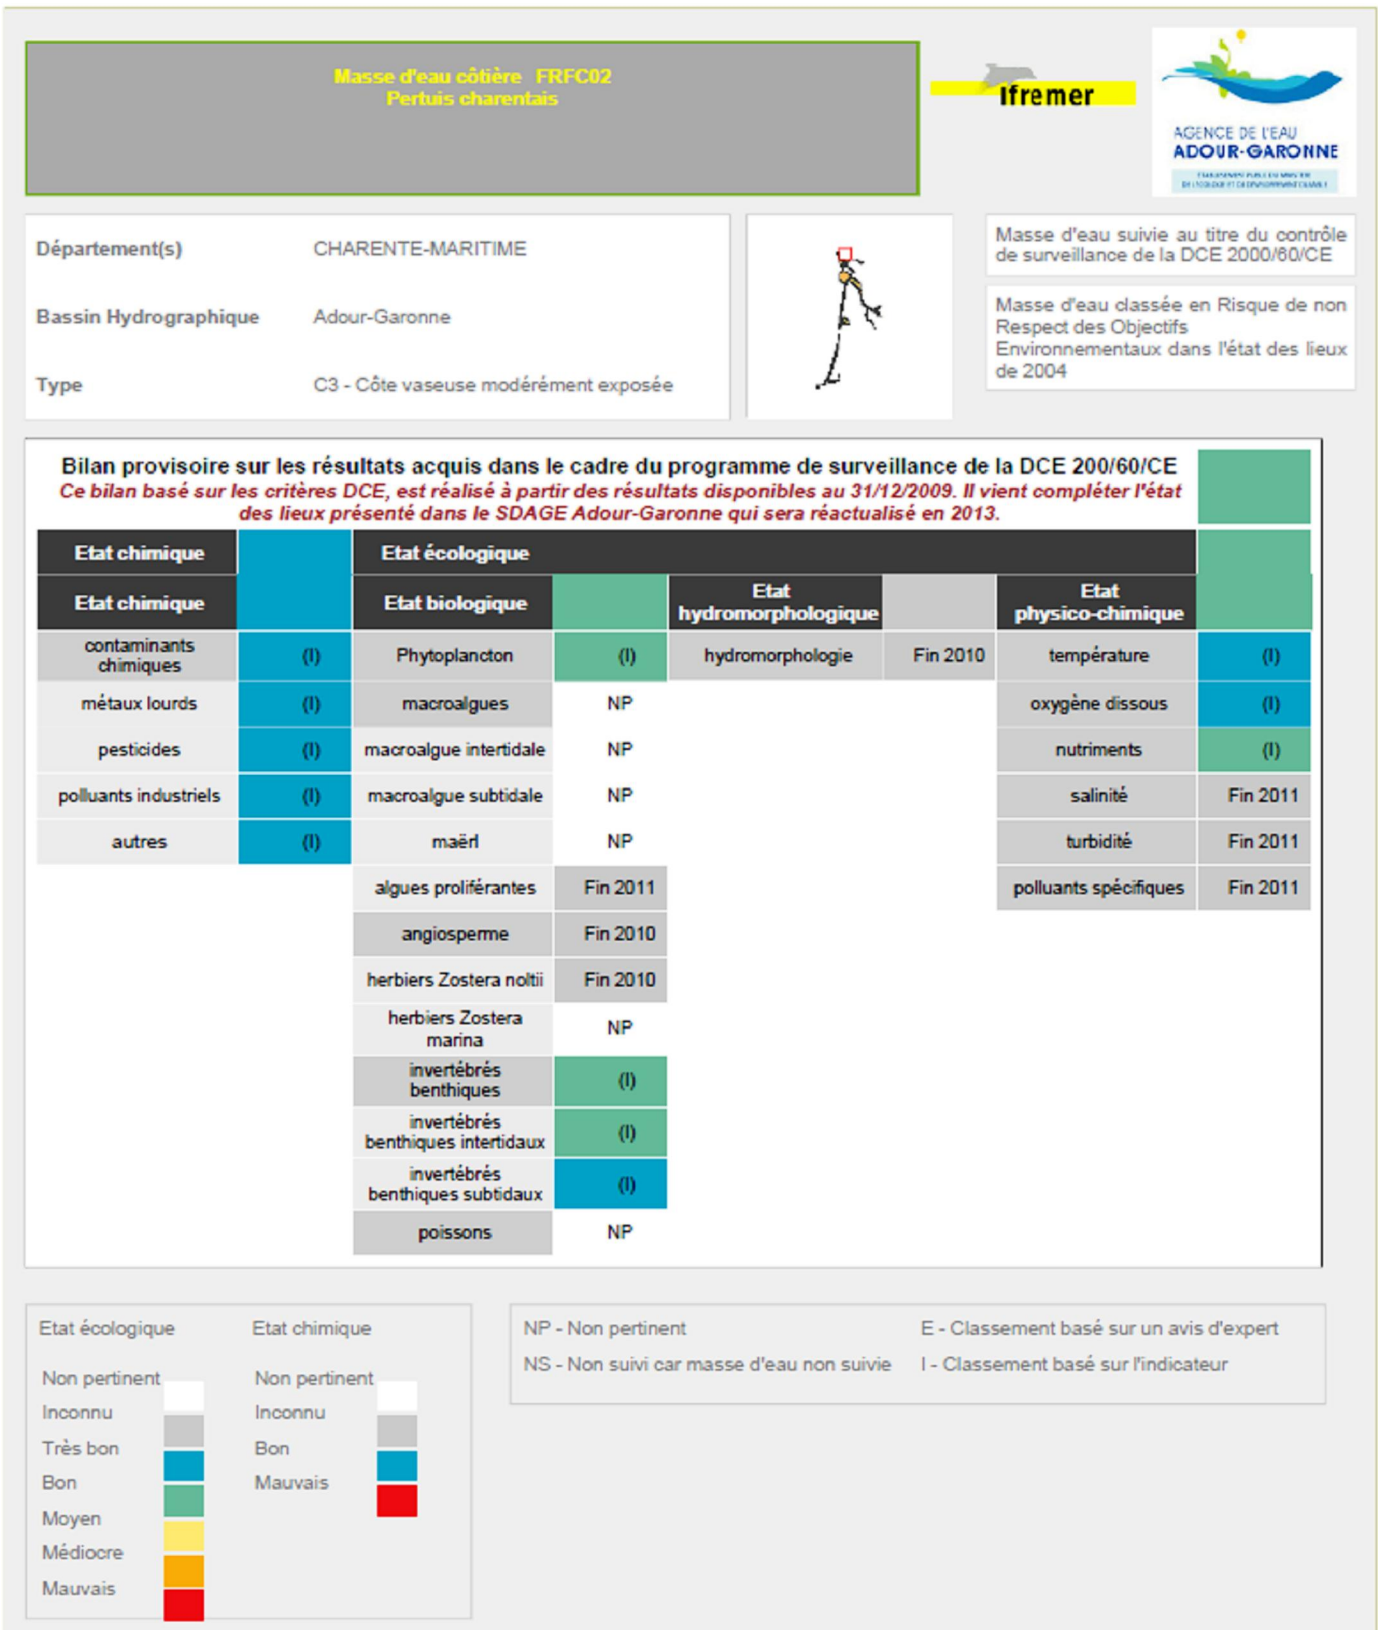 Masse d'eau côtière FRFC02
Pertuis charentais
Ifremer
AGENCE DE L'EAU
ADOUR-GARONNE
Département(s) CHARENTE-MARITIME
Bassin Hydrographique Adour-Garonne
Type C3 - Côte vaseuse modérément exposée
Masse d'eau suivie au titre du contrôle
de surveillance de la DCE 2000/60/CE
Masse d'eau classée en Risque de non
Respect des Objectifs
Environnementaux dans l'état des lieux
de 2004
Bilan provisoire sur les résultats acquis dans le cadre du programme de surveillance de la DCE 200/60/CE
Ce bilan basé sur les critères DCE, est réalisé à partir des résultats disponibles au 31/12/2009. Il vient compléter l'état
des lieux présenté dans le SDAGE Adour-Garonne qui sera réactualisé en 2013.
Etat chimique Etat écologique
Etat chimique Etat biologique Etat
hydromorphologique Etat
physico-chimique
contaminants
chimiques (I) Phytoplancton (I) hydromorphologie Fin 2010 température (I)
métaux lourds (I) macroalgues NP oxygène dissous (I)
pesticides (I) macroalgue intertidale NP nutriments (I)
polluants industriels (I) macroalgue subtidale NP salinité Fin 2011
autres (I) maërl NP turbidité Fin 2011
algues proliférantes Fin 2011 polluants spécifiques Fin 2011
angiosperme Fin 2010
herbiers Zostera noltii Fin 2010
herbiers Zostera
marina NP
invertébrés
benthiques (I)
invertébrés
benthiques intertidaux (I)
invertébrés
benthiques subtidaux (I)
poissons NP
Etat écologique Etat chimique
Non pertinent Non pertinent
Inconnu Inconnu
Très bon Bon
Bon Mauvais
Moyen
Médiocre
Mauvais
NP - Non pertinent E - Classement basé sur un avis d'expert
NS - Non suivi car masse d'eau non suivie I - Classement basé sur l'indicateur